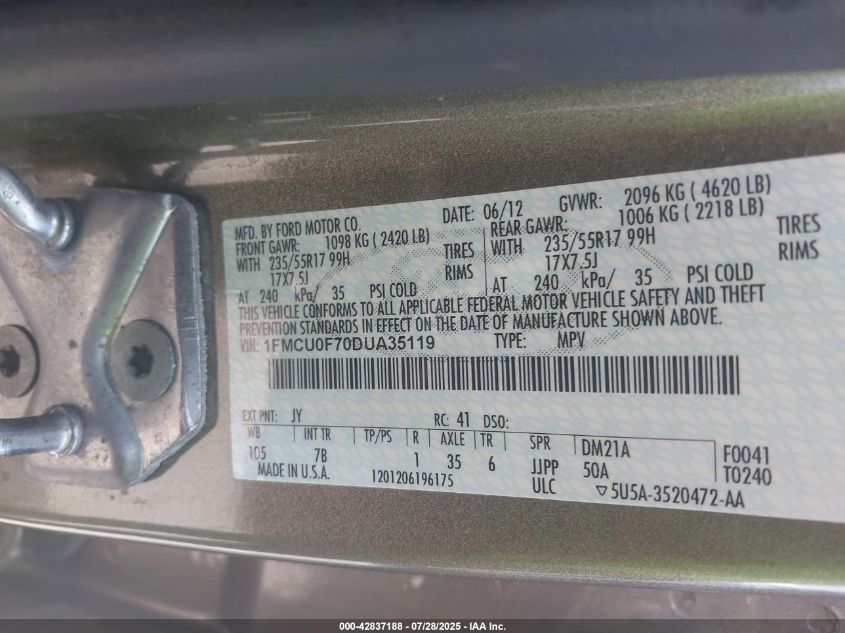 MFD. BY FORD MOTOR CO. DATE: 06/12 GVWR: 2096 KG ( 4620 LB)
FRONT GAWR: 1098 KG ( 2420 LB) REAR GAWR: 1006 KG ( 2218 LB)
WITH 235/55R17 99H TIRES WITH 235/55R17 99H TIRES
17X7.5J RIMS 17X7.5J RIMS
AT 240 kPa/ 35 PSI COLD AT 240 kPa/ 35 PSI COLD
THIS VEHICLE CONFORMS TO ALL APPLICABLE FEDERAL MOTOR VEHICLE SAFETY AND THEFT
PREVENTION STANDARDS IN EFFECT ON THE DATE OF MANUFACTURE SHOWN ABOVE.
VIN: 1FMCU0F70DUA35119 TYPE: MPV
EXT PNT: JY RC: 41 DSO:
WB INT TR TP/PS R AXLE TR SPR DM21A F0041
105 7B 1 35 6 JJPP 50A T0240
MADE IN U.S.A. 1201206196175 ULC ▽5U5A-3520472-AA
000-42837188 - 07/28/2025 - IAA Inc.